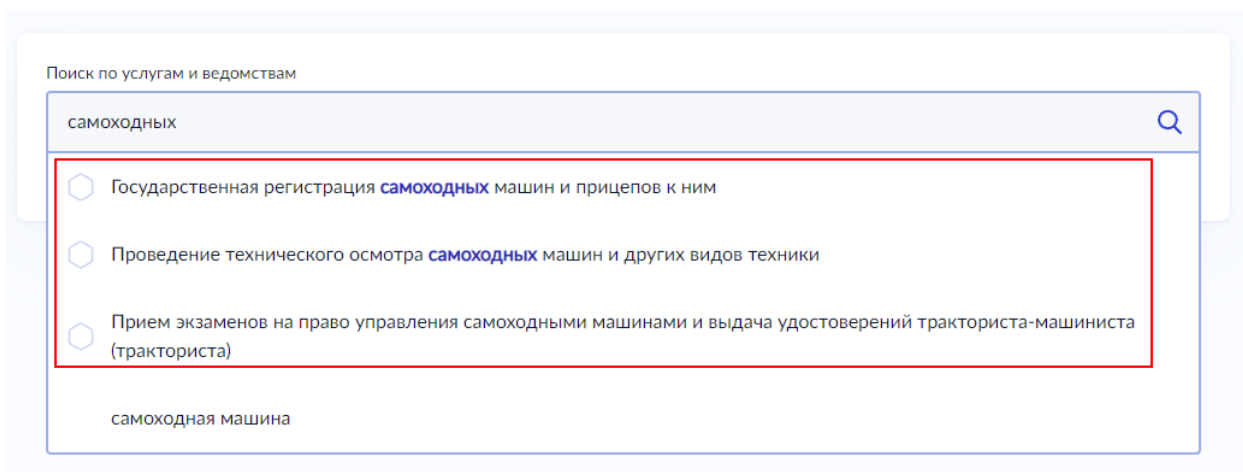 Поиск по услугам и ведомствам
самоходных
Государственная регистрация самоходных машин и прицепов к ним
Проведение технического осмотра самоходных машин и других видов техники
Прием экзаменов на право управления самоходными машинами и выдача удостоверений тракториста-машиниста
(тракториста)
самоходная машина